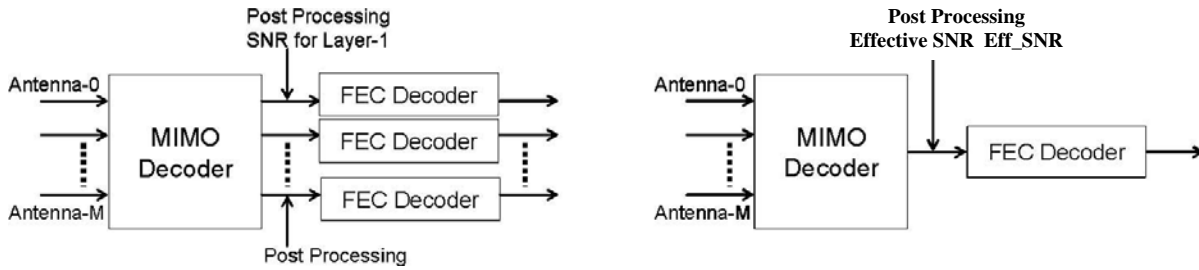 Post Processing
SNR for Layer-1
Antenna-0
FEC Decoder
FEC Decoder
MIMO
Decoder
FEC Decoder
Antenna-M
Post Processing
Post Processing
Effective SNR Eff_SNR
Antenna-0
MIMO
Decoder
FEC Decoder
Antenna-M